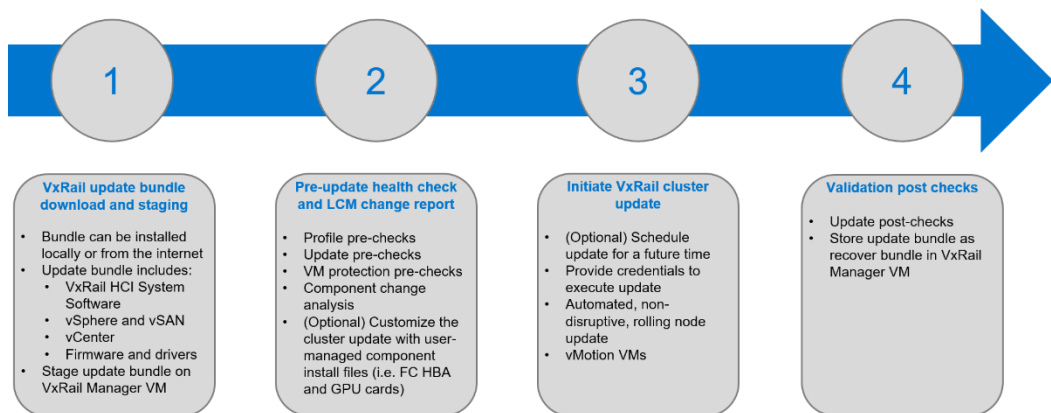 1
2
3
4
VxRail update bundle
download and staging
• Bundle can be installed
locally or from the internet
• Update bundle includes:
• VxRail HCI System
Software
• vSphere and vSAN
• vCenter
• Firmware and drivers
• Stage update bundle on
VxRail Manager VM
Pre-update health check
and LCM change report
• Profile pre-checks
• Update pre-checks
• VM protection pre-checks
• Component change
analysis
• (Optional) Customize the
cluster update with user-
managed component
install files (i.e. FC HBA
and GPU cards)
Initiate VxRail cluster
update
• (Optional) Schedule
update for a future time
• Provide credentials to
execute update
• Automated, non-
disruptive, rolling node
update
• vMotion VMs
Validation post checks
• Update post-checks
• Store update bundle as
recover bundle in VxRail
Manager VM